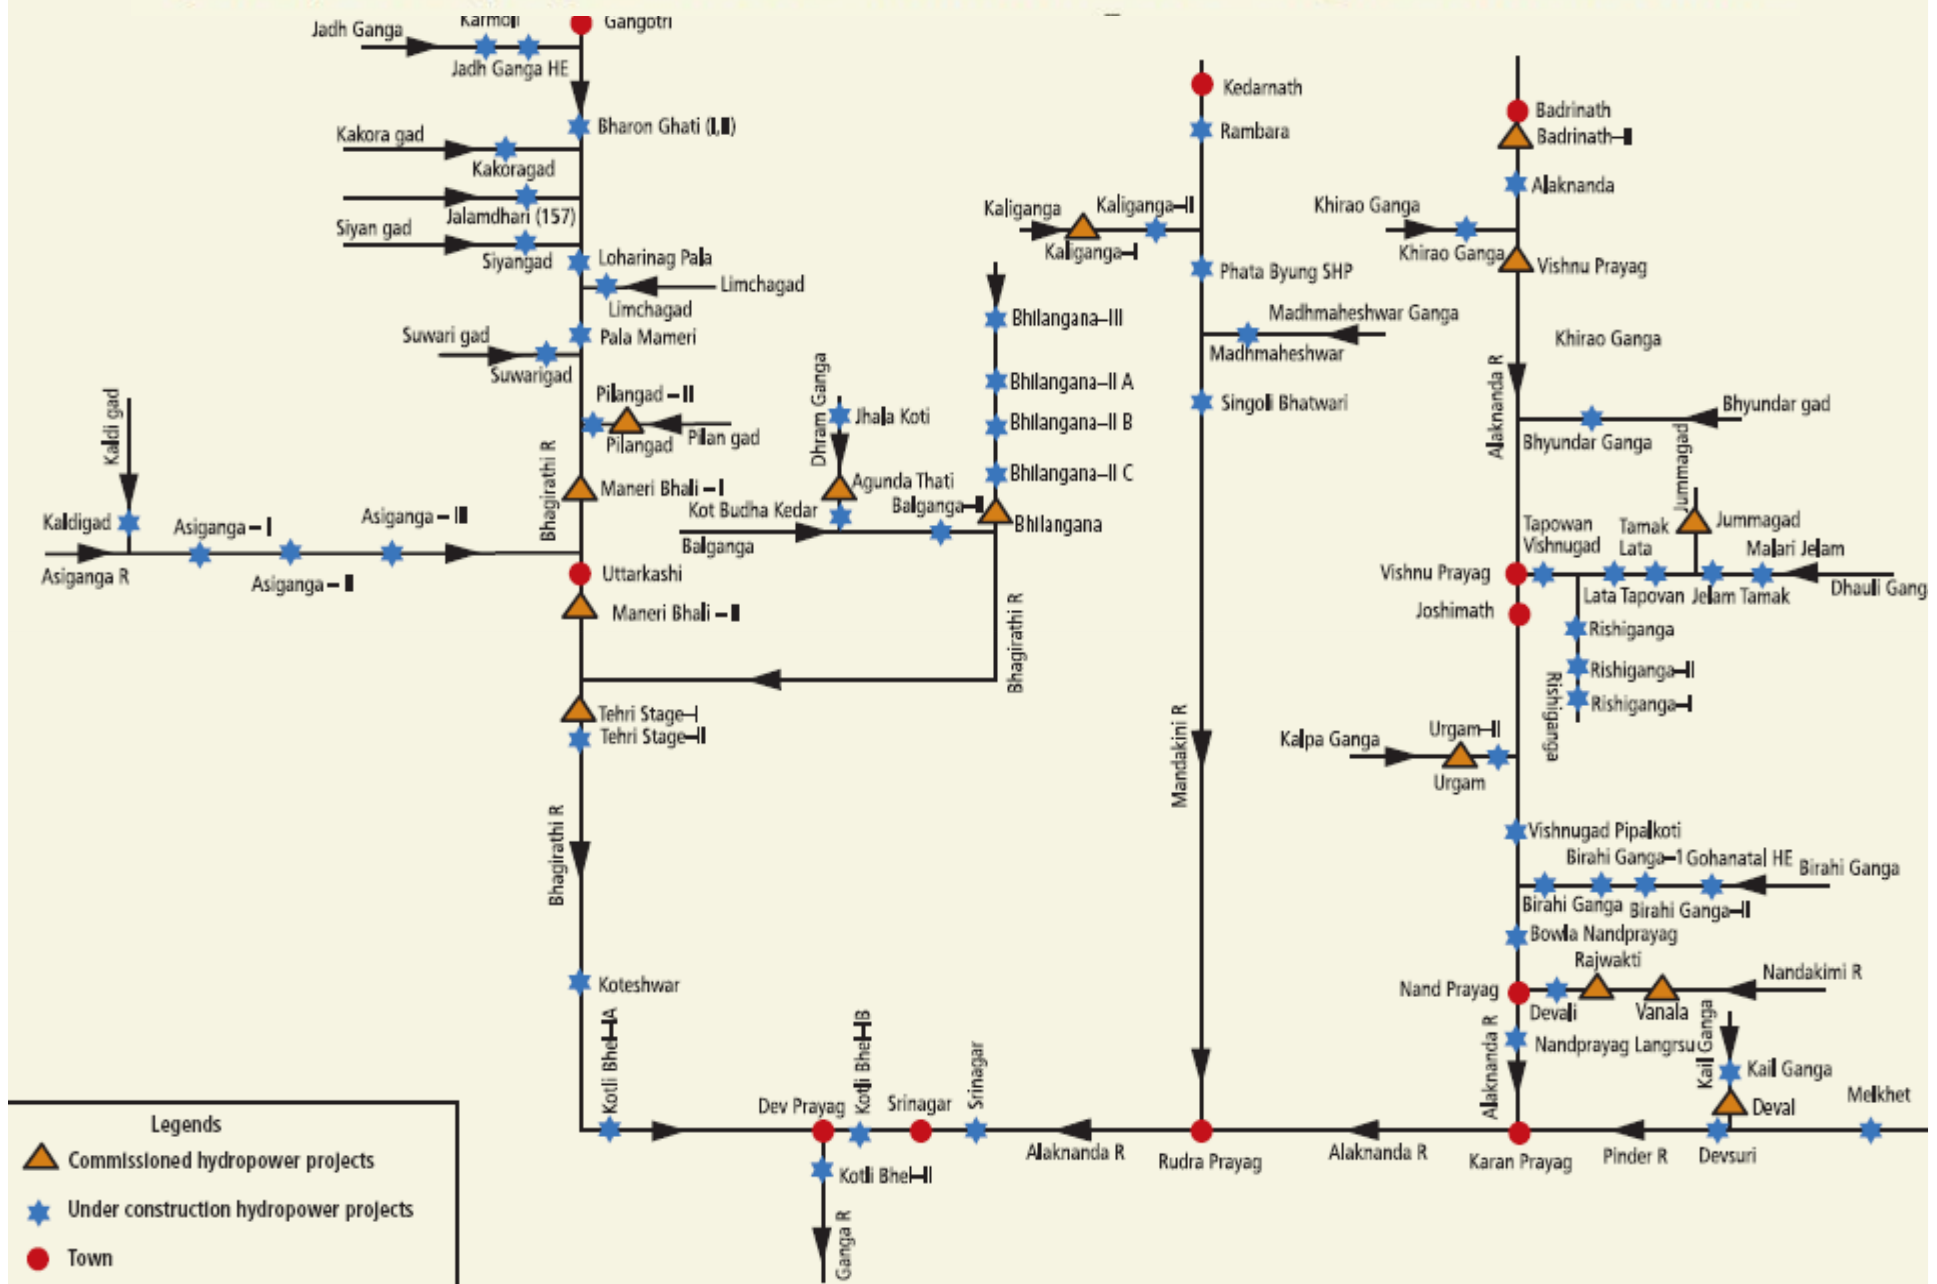 Karmoli
Gangotri
Jadh Ganga
Jadh Ganga HE
Bharon Ghati (I,II)
Kakora gad
Kakoragad
Jalamdhari (157)
Siyan gad
Siyangad
Loharinag Pala
Limchagad
Limchagad
Suwari gad
Pala Mameri
Suwarigad
Pilangad – II
Pilangad
Pilan gad
Kaldi gad
Bhagirathi R
Maneri Bhali – I
Kaldigad
Asiganga – I
Asiganga – III
Asiganga R
Asiganga – II
Uttarkashi
Maneri Bhali – II
Dhram Ganga
Jhala Koti
Agunda Thati
Kot Budha Kedar
Balganga–II
Balganga
Bhilangana–III
Bhilangana–II A
Bhilangana–II B
Bhilangana–II C
Bhilangana
Bhagirathi R
Tehri Stage–I
Tehri Stage–II
Bhagirathi R
Koteshwar
Kotli Bhel–IA
Dev Prayag
Kotli Bhel–IB
Srinagar
Srinagar
Kotli Bhel–II
Ganga R
Kedarnath
Rambara
Kaliganga
Kaliganga–II
Kaliganga–I
Phata Byung SHP
Madhmaheshwar Ganga
Madhmaheshwar
Singoli Bhatwari
Mandakini R
Alaknanda R
Rudra Prayag
Alaknanda R
Badrinath
Badrinath–II
Alaknanda
Khirao Ganga
Khirao Ganga
Vishnu Prayag
Khirao Ganga
Alaknanda R
Bhyundar gad
Bhyundar Ganga
Jummagad
Jummagad
Tapowan
Vishnugad
Tamak
Lata
Malari Jelam
Vishnu Prayag
Dhauli Gang
Lata Tapovan
Jelam Tamak
Joshimath
Rishiganga
Rishiganga–II
Rishiganga–I
Rishiganga
Urgam–II
Kalpa Ganga
Urgam
Vishnugad Pipalkoti
Birahi Ganga–1
Gohanatal HE
Birahi Ganga
Birahi Ganga
Birahi Ganga–II
Bowla Nandprayag
Rajwakti
Nandakimi R
Nand Prayag
Devali
Vanala
Alaknanda R
Nandprayag Langrsu
Kail Ganga
Kail Ganga
Deval
Melkhet
Karan Prayag
Pinder R
Devsuri
Legends
Commissioned hydropower projects
Under construction hydropower projects
Town